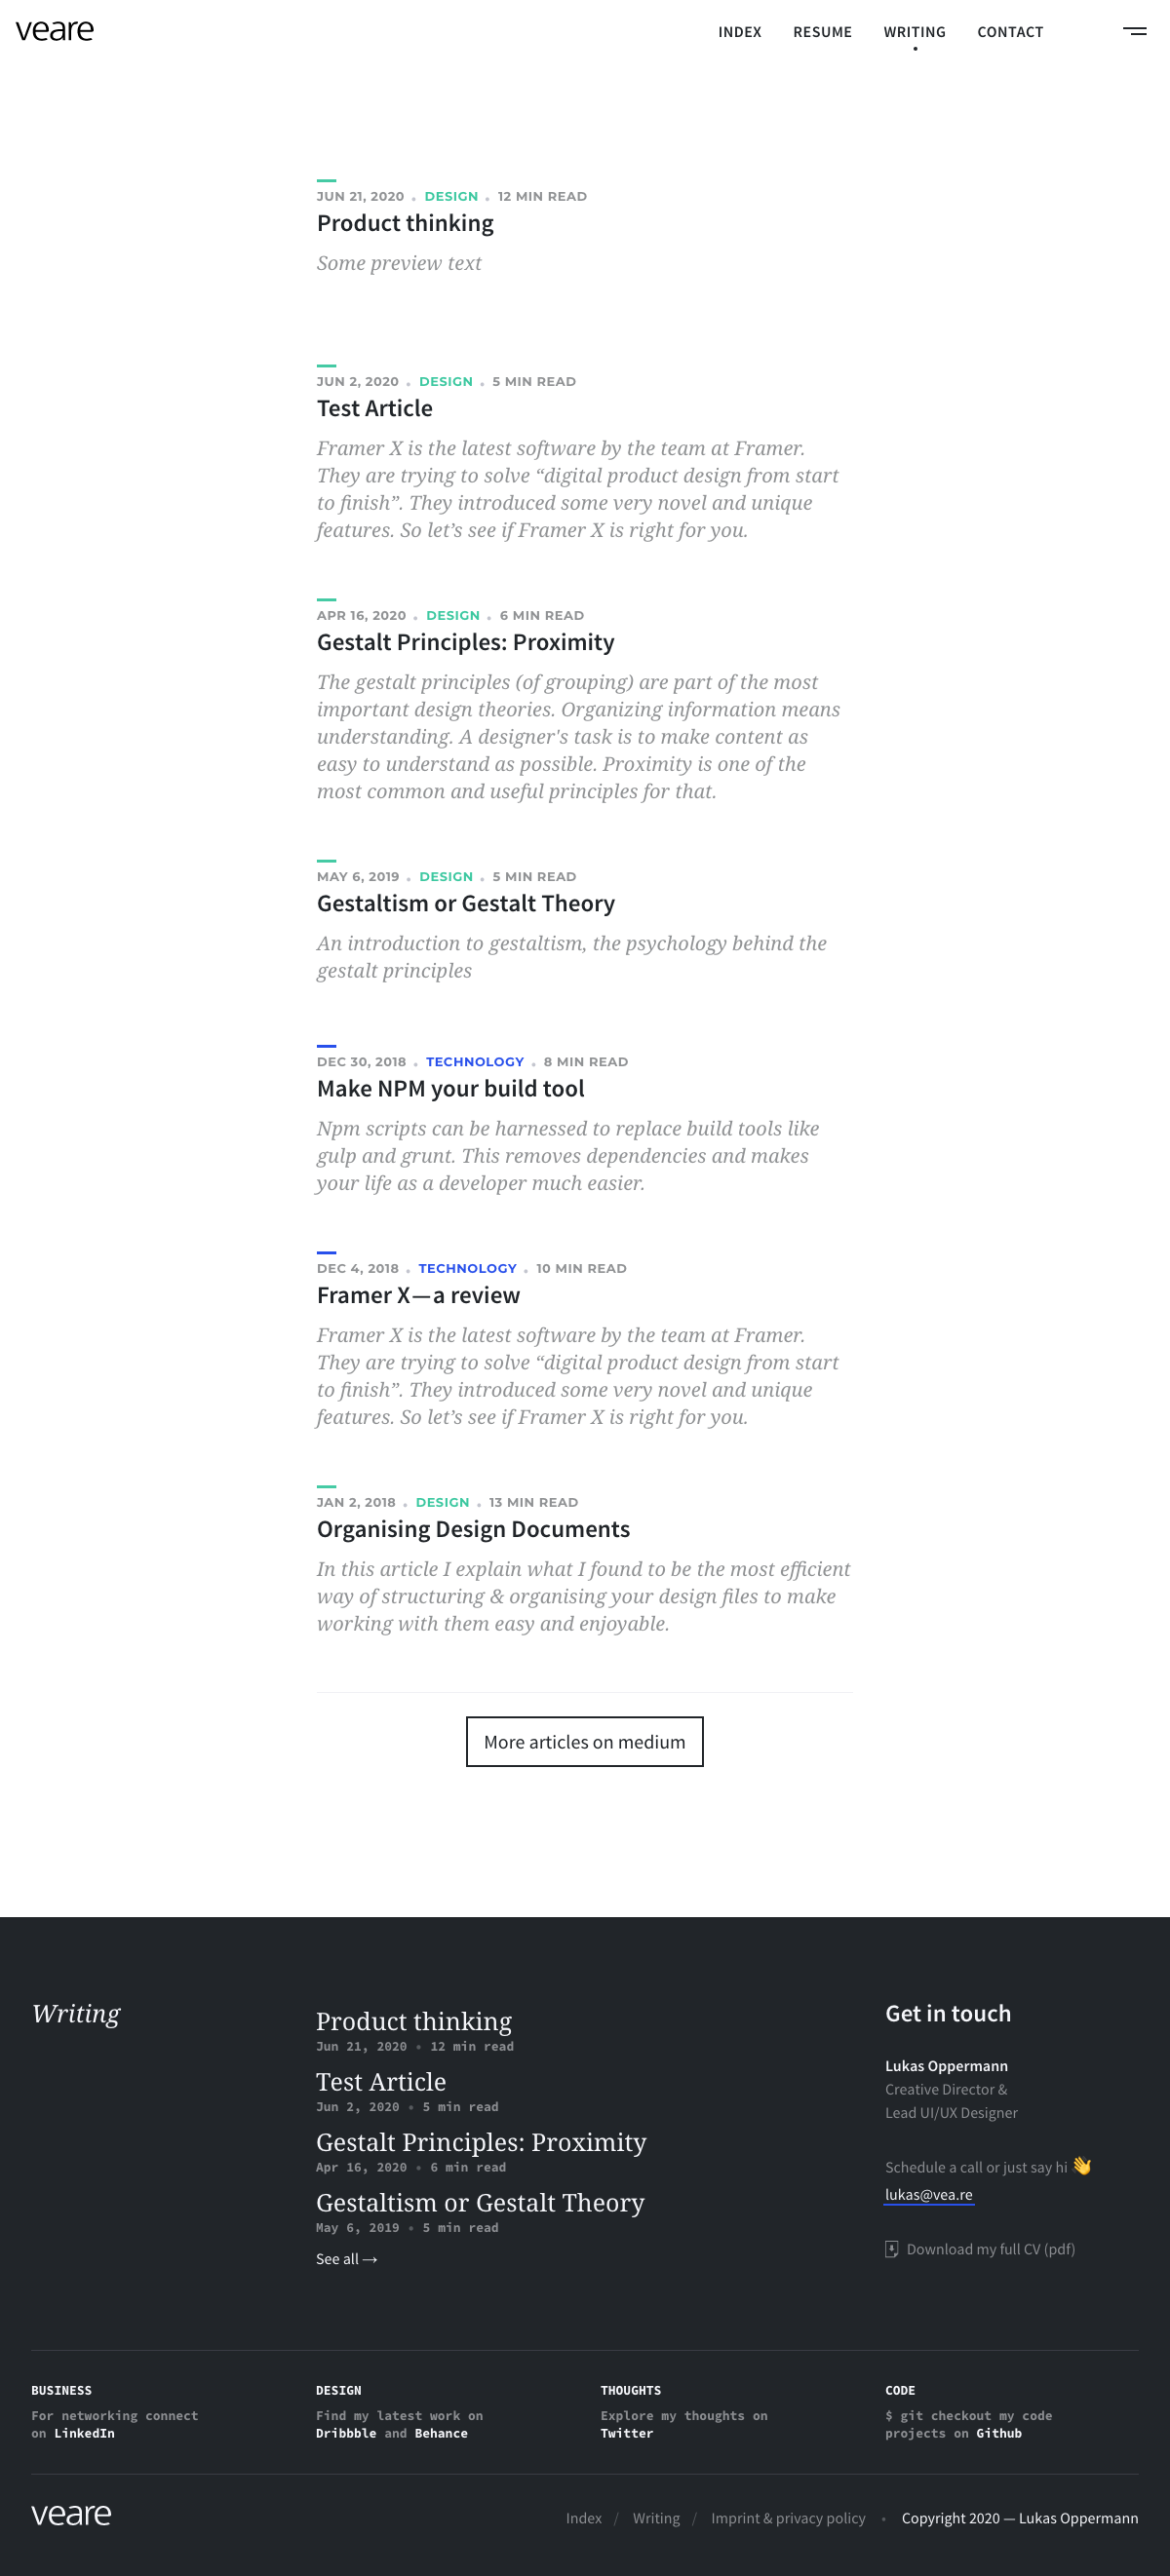 veare
INDEX RESUME WRITING CONTACT
JUN 21, 2020 • DESIGN • 12 MIN READ
Product thinking
Some preview text
JUN 2, 2020 • DESIGN • 5 MIN READ
Test Article
Framer X is the latest software by the team at Framer.
They are trying to solve “digital product design from start
to finish”. They introduced some very novel and unique
features. So let’s see if Framer X is right for you.
APR 16, 2020 • DESIGN • 6 MIN READ
Gestalt Principles: Proximity
The gestalt principles (of grouping) are part of the most
important design theories. Organizing information means
understanding. A designer's task is to make content as
easy to understand as possible. Proximity is one of the
most common and useful principles for that.
MAY 6, 2019 • DESIGN • 5 MIN READ
Gestaltism or Gestalt Theory
An introduction to gestaltism, the psychology behind the
gestalt principles
DEC 30, 2018 • TECHNOLOGY • 8 MIN READ
Make NPM your build tool
Npm scripts can be harnessed to replace build tools like
gulp and grunt. This removes dependencies and makes
your life as a developer much easier.
DEC 4, 2018 • TECHNOLOGY • 10 MIN READ
Framer X—a review
Framer X is the latest software by the team at Framer.
They are trying to solve “digital product design from start
to finish”. They introduced some very novel and unique
features. So let’s see if Framer X is right for you.
JAN 2, 2018 • DESIGN • 13 MIN READ
Organising Design Documents
In this article I explain what I found to be the most efficient
way of structuring & organising your design files to make
working with them easy and enjoyable.
More articles on medium
Writing
Product thinking
Jun 21, 2020 • 12 min read
Test Article
Jun 2, 2020 • 5 min read
Gestalt Principles: Proximity
Apr 16, 2020 • 6 min read
Gestaltism or Gestalt Theory
May 6, 2019 • 5 min read
See all →
Get in touch
Lukas Oppermann
Creative Director &
Lead UI/UX Designer
Schedule a call or just say hi 👋
lukas@vea.re
Download my full CV (pdf)
BUSINESS
For networking connect
on LinkedIn
DESIGN
Find my latest work on
Dribbble and Behance
THOUGHTS
Explore my thoughts on
Twitter
CODE
$ git checkout my code
projects on Github
veare
Index / Writing / Imprint & privacy policy • Copyright 2020 — Lukas Oppermann